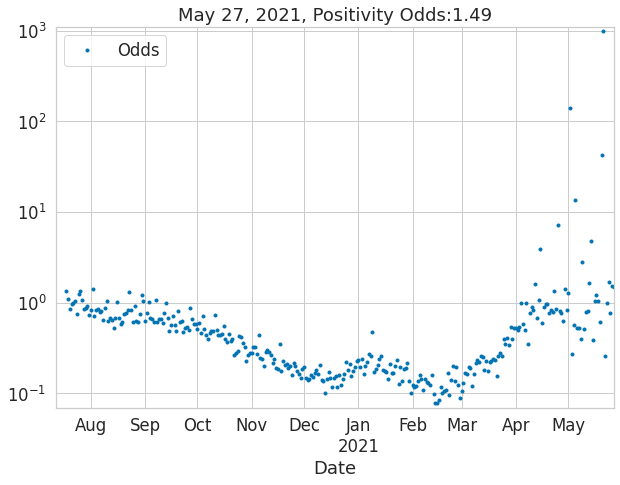 May 27, 2021, Positivity Odds:1.49
Odds
10^3
10^2
10^1
10^0
10^−1
Aug Sep Oct Nov Dec Jan Feb Mar Apr May
2021
Date